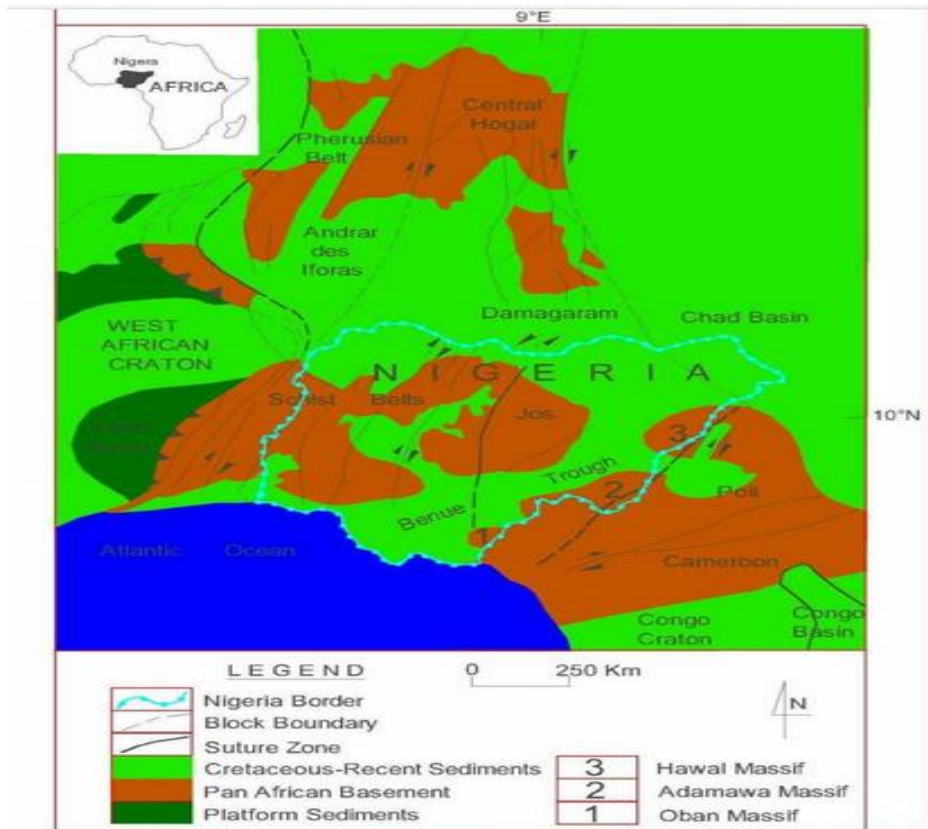 9°E
Nigeria
AFRICA
Central
Hogar
Pherusian
Belt
Andrar
des
Iforas
Damagaram
Chad Basin
WEST
AFRICAN
CRATON
NIGERIA
Schist Belts
Jos
10°N
3
Trough
2
Poli
Benue
1
Atlantic Ocean
Cameroon
Congo
Craton
Congo
Basin
LEGEND
0 250 Km
N
Nigeria Border
Block Boundary
Suture Zone
Cretaceous-Recent Sediments
Pan African Basement
Platform Sediments
3 Hawal Massif
2 Adamawa Massif
1 Oban Massif